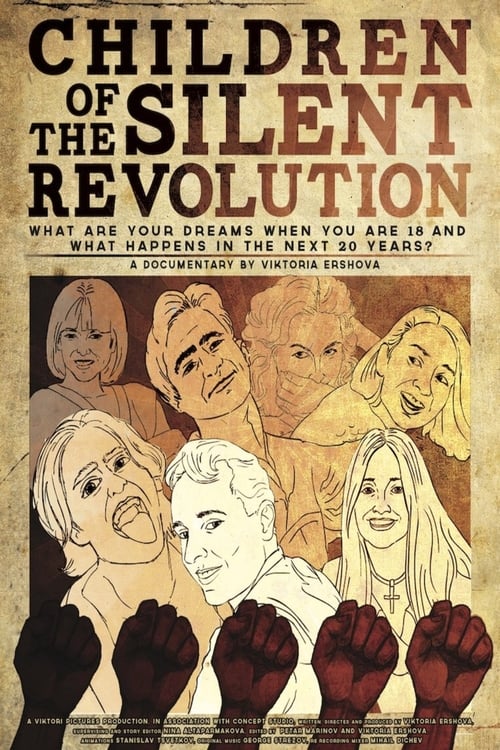 CHILDREN
OF THE SILENT
REVOLUTION
WHAT ARE YOUR DREAMS WHEN YOU ARE 18 AND
WHAT HAPPENS IN THE NEXT 20 YEARS?
A DOCUMENTARY BY VIKTORIA ERSHOVA
A VIKTORI PICTURES PRODUCTION, IN ASSOCIATION WITH CONCEPT STUDIO, WRITTEN, DIRECTED AND PRODUCED BY VIKTORIA ERSHOVA,
SUPERVISING AND STORY EDITOR NINA ALTAPARMAKOVA, EDITED BY PETAR MARINOV AND VIKTORIA ERSHOVA
ANIMATIONS STANISLAV TSVETKOV, ORIGINAL MUSIC GEORGE STREZOV, RE RECORDING MIXER MIHAIL DICHEV